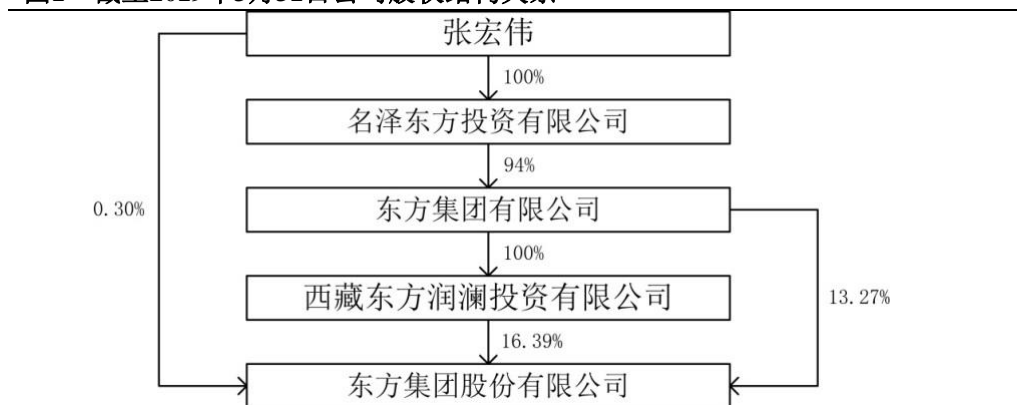 张宏伟
100%
名泽东方投资有限公司
94%
0.30%
东方集团有限公司
100%
西藏东方润澜投资有限公司
13.27%
16.39%
东方集团股份有限公司